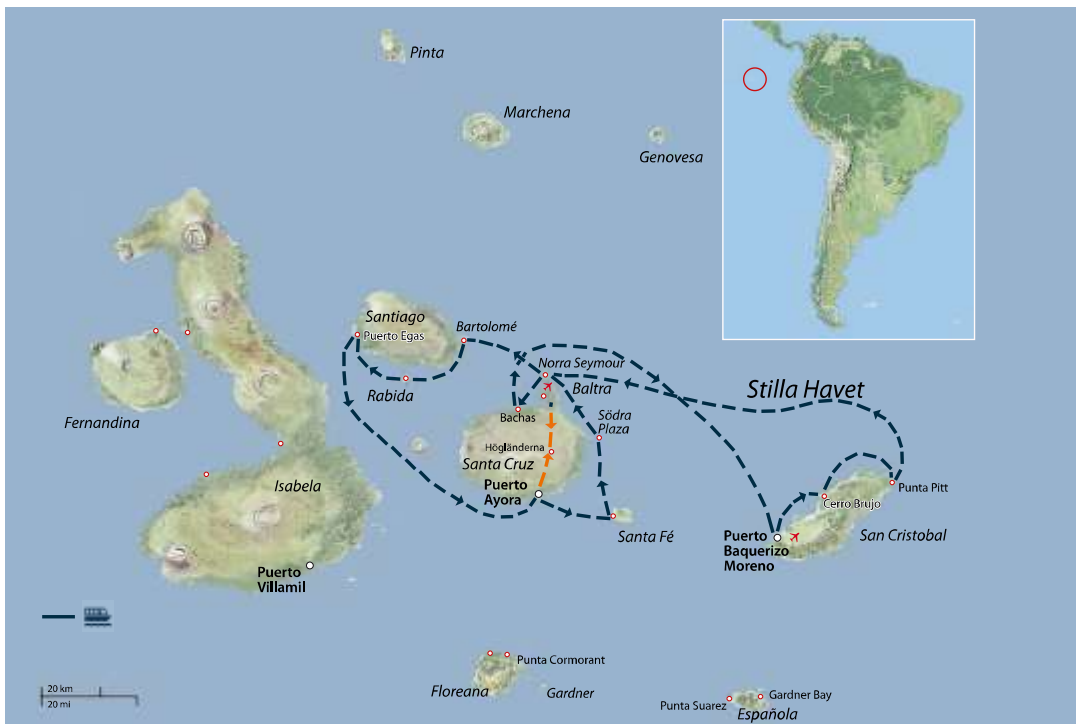 Pinta
Marchena
Genovesa
Santiago
Puerto Egas
Bartolomé
Norra Seymour
Baltra
Stilla Havet
Rabida
Fernandina
Bachas
Södra
Plaza
Högländerna
Santa Cruz
Isabela
Puerto
Ayora
Punta Pitt
Cerro Brujo
Santa Fé
San Cristobal
Puerto
Baquerizo
Moreno
Puerto
Villamil
Punta Cormorant
Floreana
Gardner
Punta Suarez
Gardner Bay
Española
20 km
20 mi